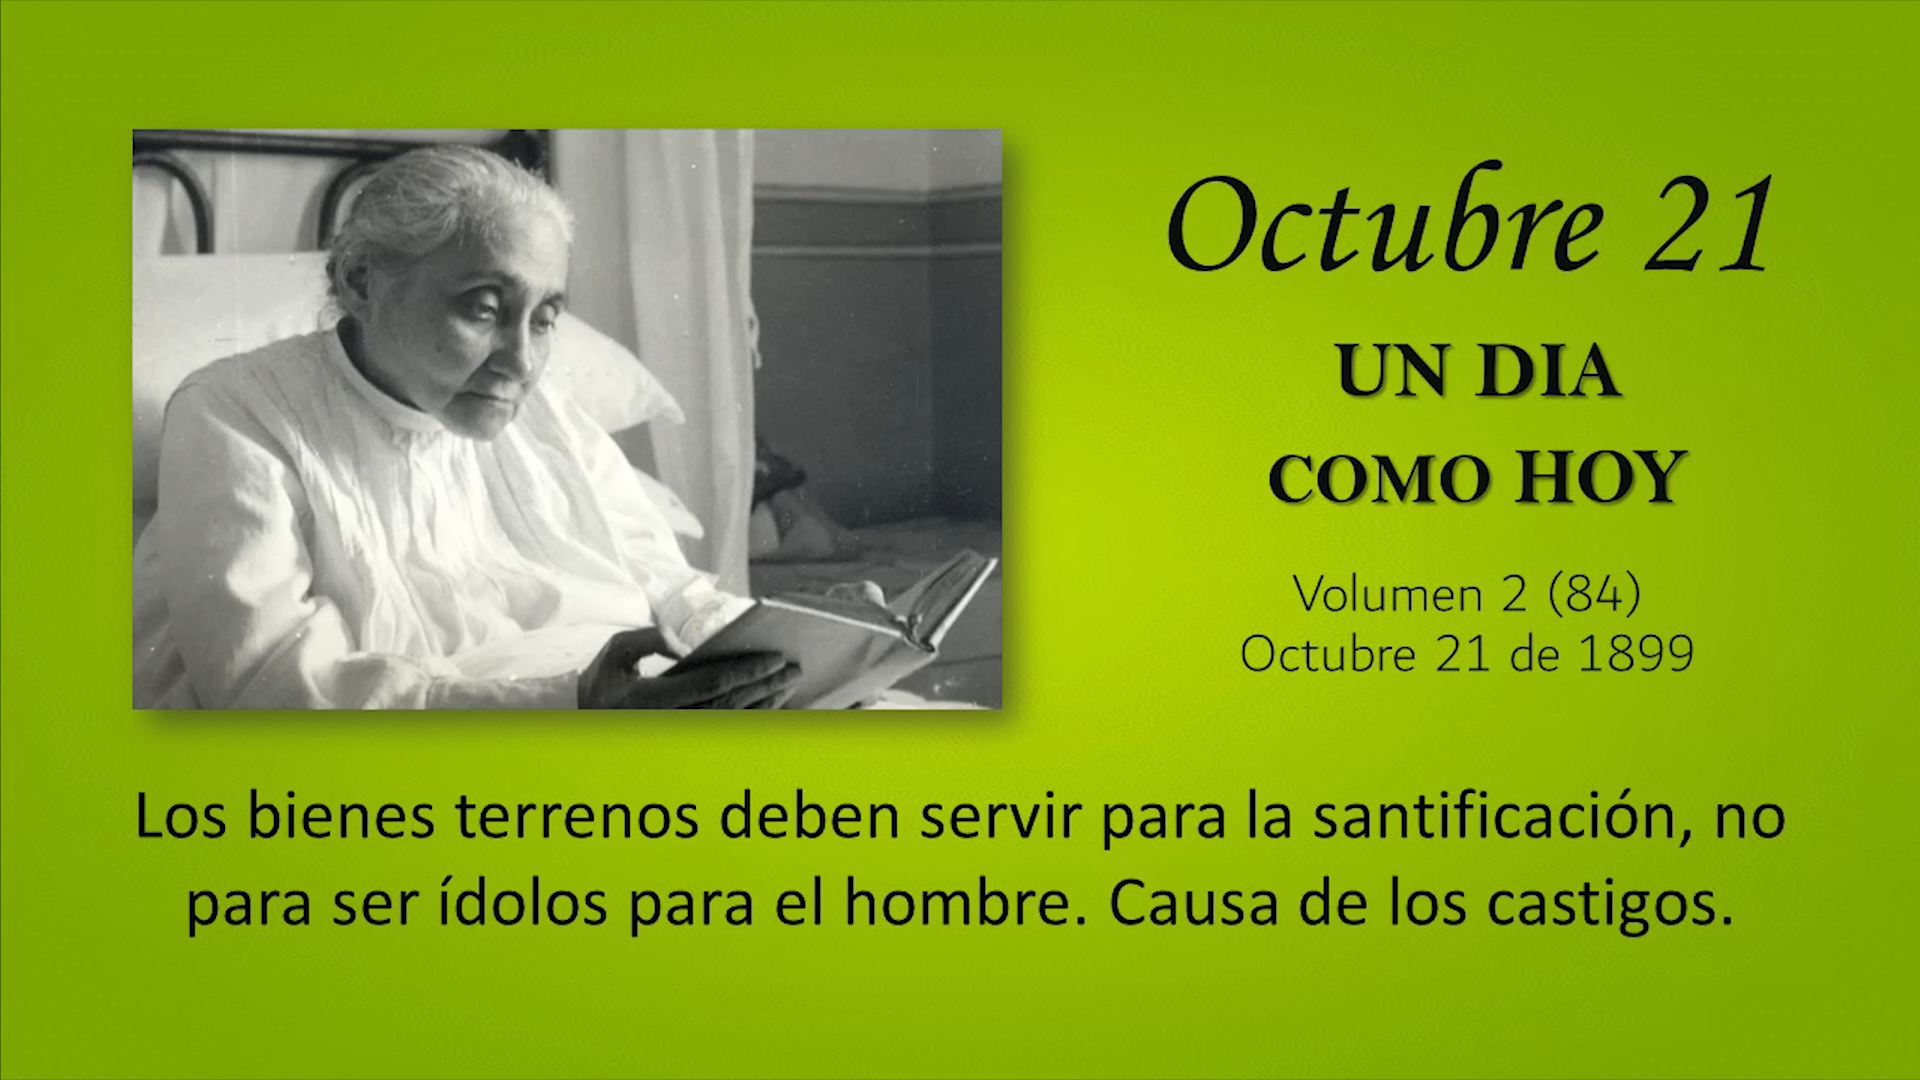 Octubre 21
UN DIA
COMO HOY
Volumen 2 (84)
Octubre 21 de 1899
Los bienes terrenos deben servir para la santificación, no
para ser ídolos para el hombre. Causa de los castigos.